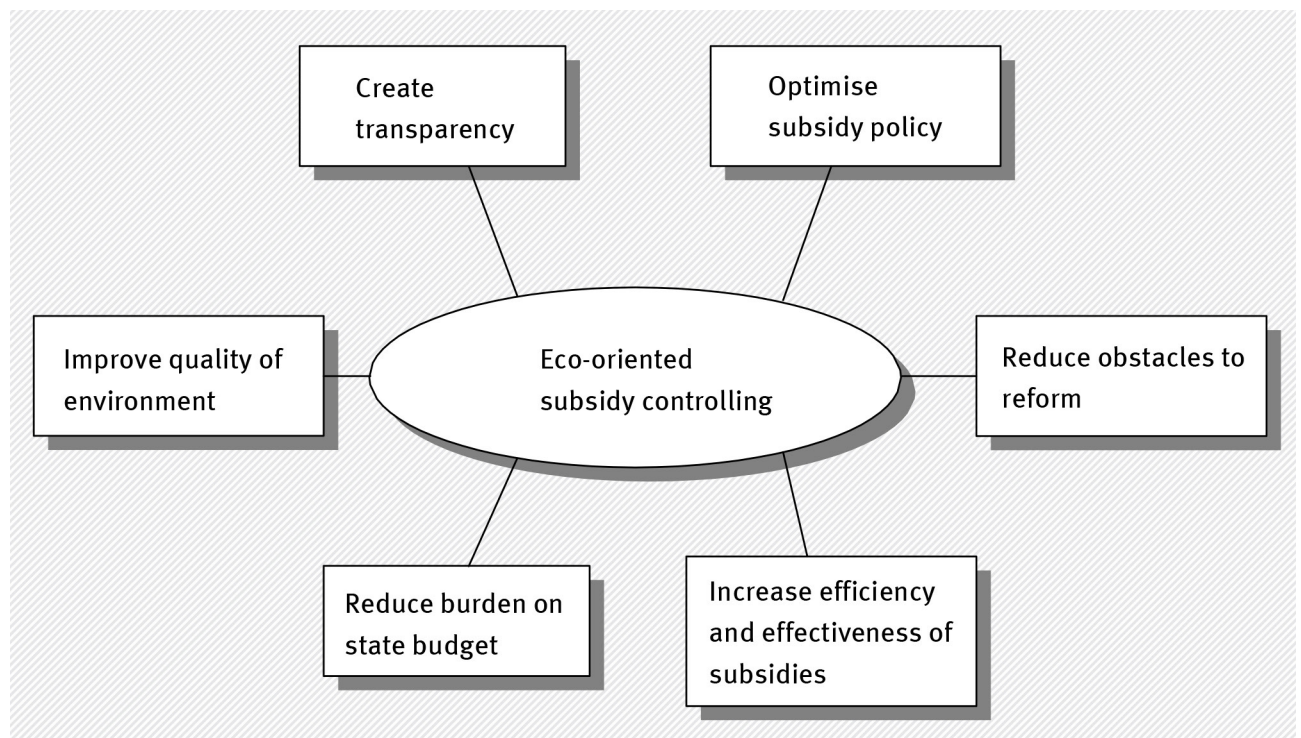 Create
transparency
Optimise
subsidy policy
Improve quality of
environment
Eco-oriented
subsidy controlling
Reduce obstacles to
reform
Reduce burden on
state budget
Increase efficiency
and effectiveness of
subsidies